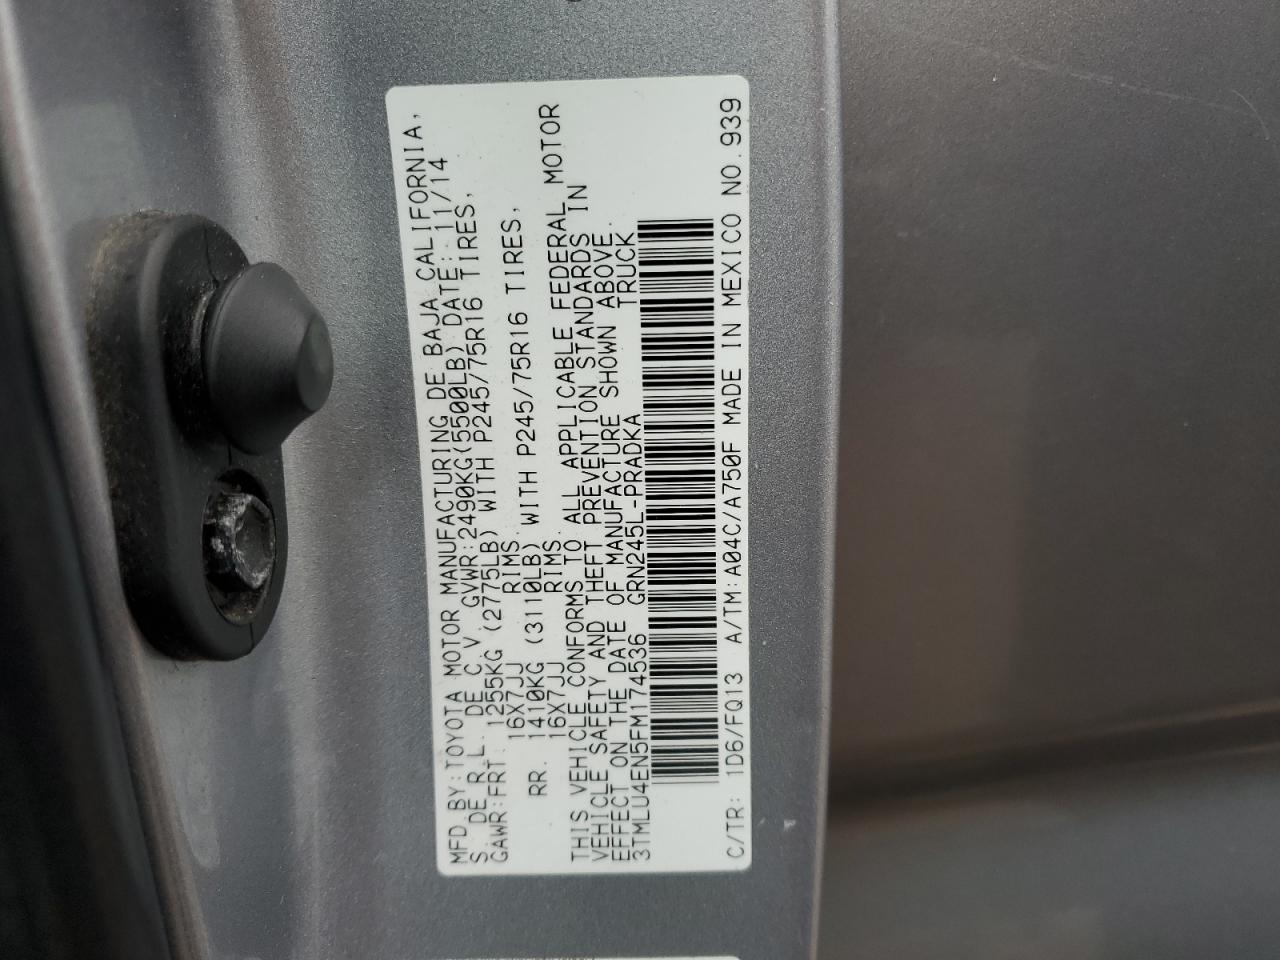 MFD. BY: TOYOTA MOTOR MANUFACTURING DE BAJA CALIFORNIA,
S. DE R.L. DE C.V. GVWR: 2490KG(5500LB) DATE: 11/14
GAWR: FRT. 1255KG (2775LB) WITH P245/75R16 TIRES,
16X7JJ RIMS.
RR. 1410KG (3110LB) WITH P245/75R16 TIRES,
16X7JJ RIMS.
THIS VEHICLE CONFORMS TO ALL APPLICABLE FEDERAL MOTOR
VEHICLE SAFETY AND THEFT PREVENTION STANDARDS IN
EFFECT ON THE DATE OF MANUFACTURE SHOWN ABOVE.
3TMLU4EN5FM174536 GRN245L-PRADKA TRUCK
C/TR: 1D6/FQ13 A/TM: A04C/A750F MADE IN MEXICO NO. 939